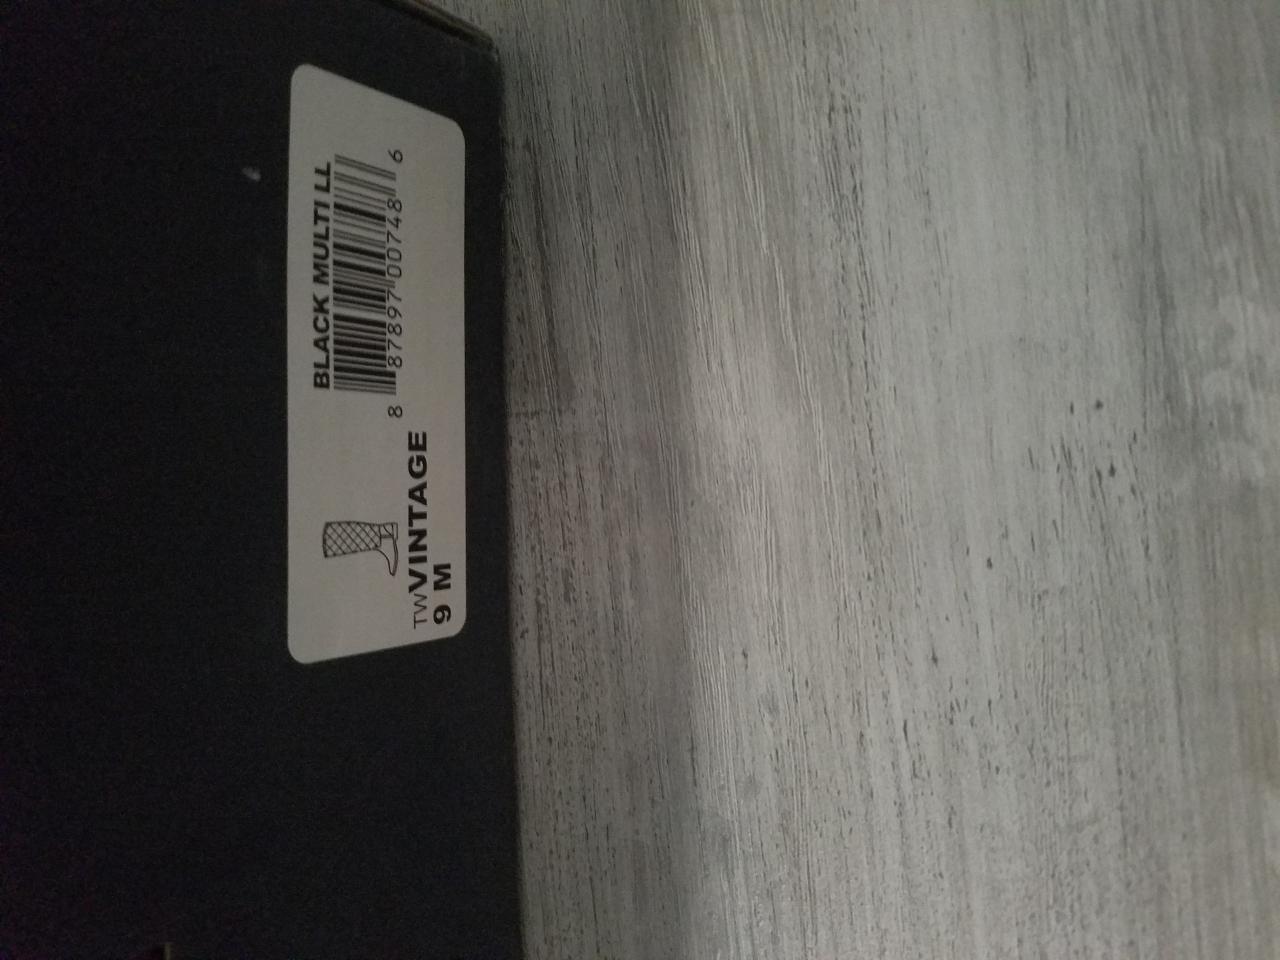 BLACK MULTI LL
8 87897 00748 6
TWVINTAGE
9 M